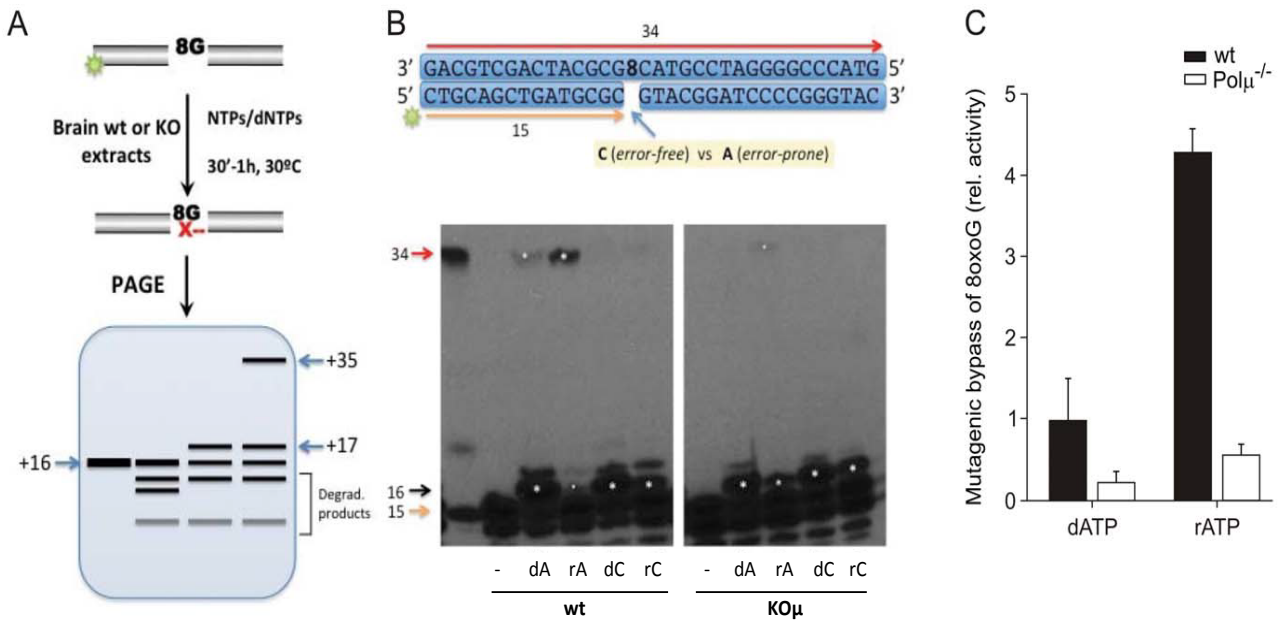 A
8G
Brain wt or KO
extracts
NTPs/dNTPs
30'-1h, 30ºC
8G
X--
PAGE
+35
+17
+16
Degrad.
products
B
34
3' GACGTCGACTACGCG8CATGCCTAGGGGCCCATG 5'
5' CTGCAGCTGATGCGC GTACGGATCCCCGGGTAC 3'
15
C (error-free) vs A (error-prone)
34
16
15
- dA rA dC rC
wt
- dA rA dC rC
KOμ
C
wt
Polμ-/-
Mutagenic bypass of 8oxoG (rel. activity)
5
4
3
2
1
0
dATP rATP